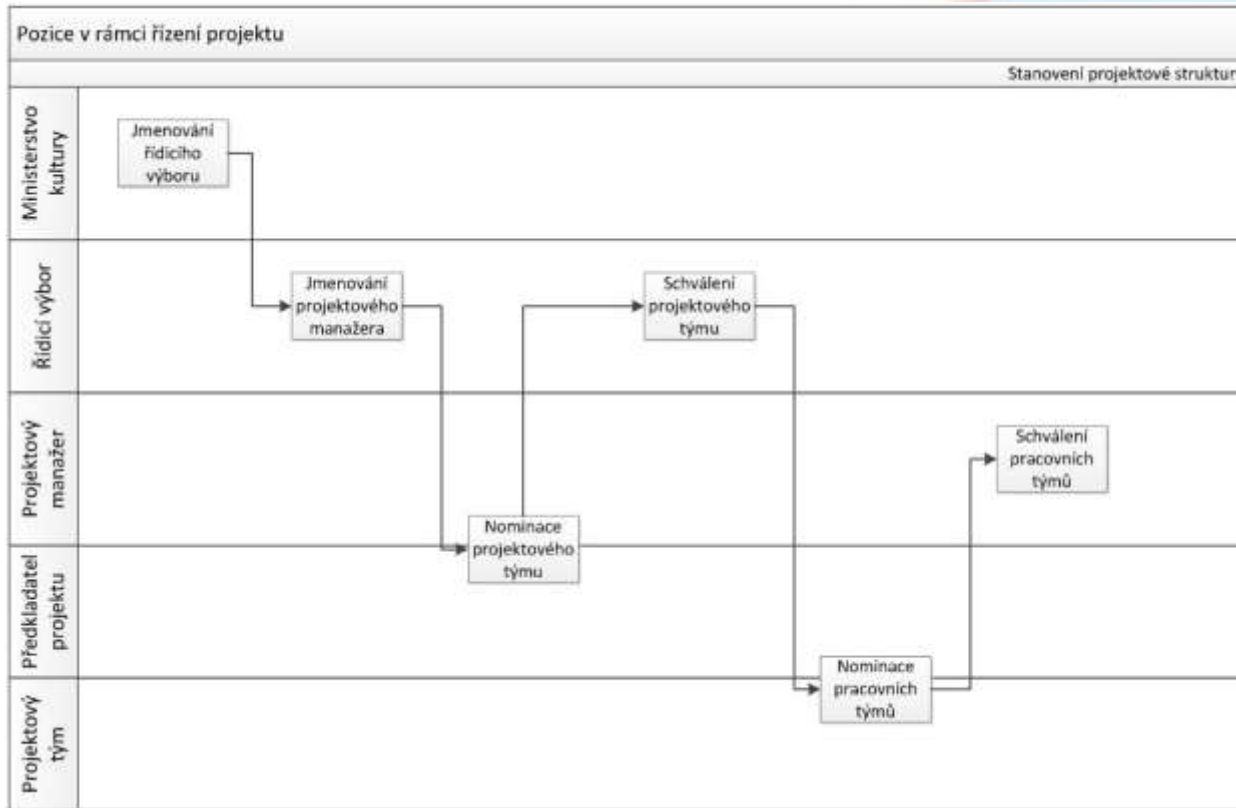 Pozice v rámci řízení projektu
Stanovení projektové struktur
Ministerstvo
kultury
Jmenování
řídicího
výboru
Řídicí výbor
Jmenování
projektového
manažera
Schválení
projektového
týmu
Projektový
manažer
Schválení
pracovních
týmů
Nominace
projektového
týmu
Předkladatel
projektu
Nominace
pracovních
týmů
Projektový
tým